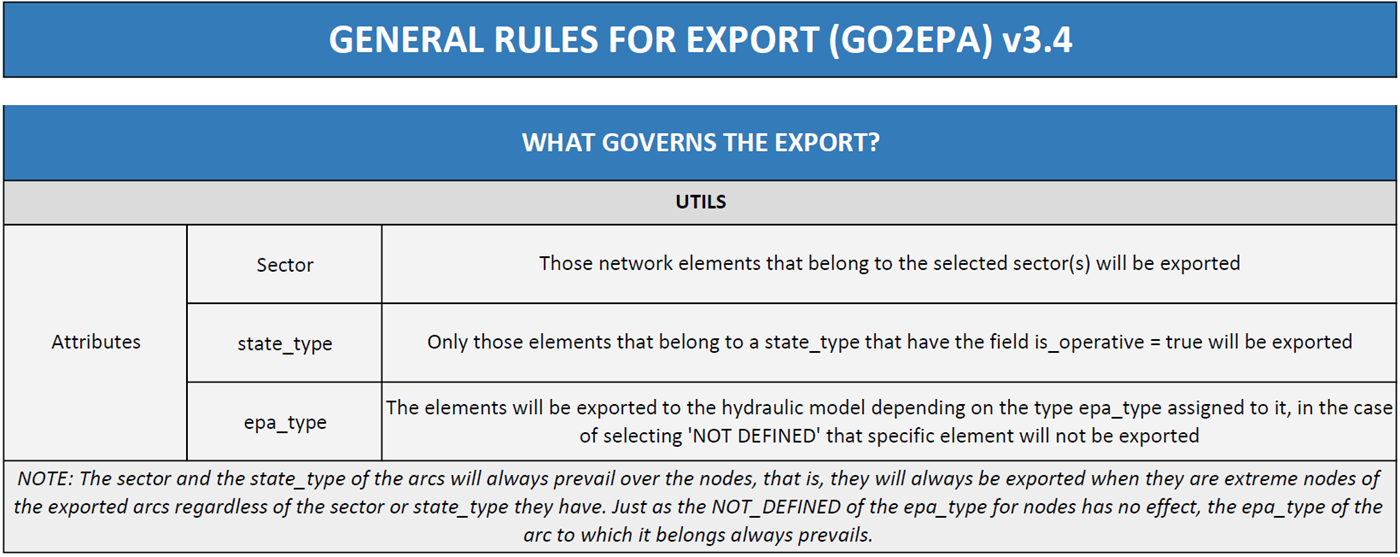 GENERAL RULES FOR EXPORT (GO2EPA) v3.4
WHAT GOVERNS THE EXPORT?
UTILS
Attributes
Sector
Those network elements that belong to the selected sector(s) will be exported
state_type
Only those elements that belong to a state_type that have the field is_operative = true will be exported
epa_type
The elements will be exported to the hydraulic model depending on the type epa_type assigned to it, in the case
of selecting 'NOT DEFINED' that specific element will not be exported
NOTE: The sector and the state_type of the arcs will always prevail over the nodes, that is, they will always be exported when they are extreme nodes of
the exported arcs regardless of the sector or state_type they have. Just as the NOT_DEFINED of the epa_type for nodes has no effect, the epa_type of the
arc to which it belongs always prevails.